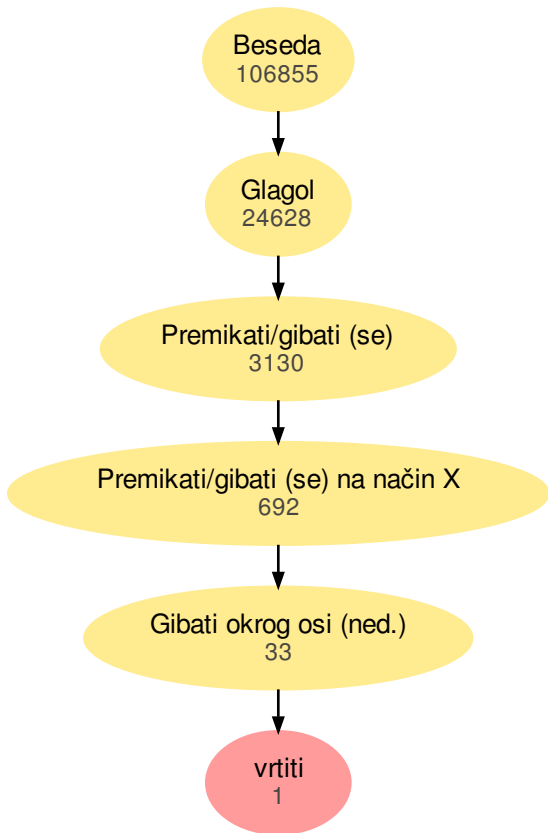 Beseda
106855
Glagol
24628
Premikati/gibati (se)
3130
Premikati/gibati (se) na način X
692
Gibati okrog osi (ned.)
33
vrtiti
1